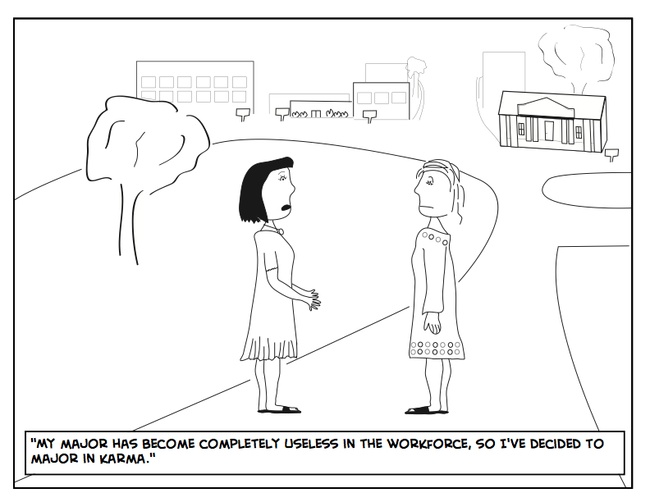 "MY MAJOR HAS BECOME COMPLETELY USELESS IN THE WORKFORCE, SO I'VE DECIDED TO
MAJOR IN KARMA."